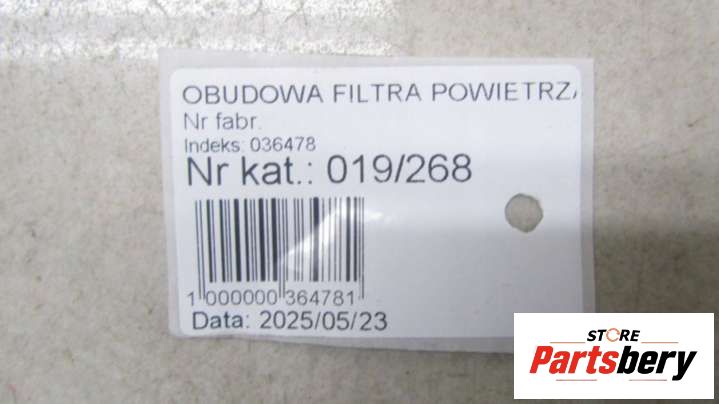 OBUDOWA FILTRA POWIETRZA
Nr fabr.
Indeks: 036478
Nr kat.: 019/268
1 000000 364781
Data: 2025/05/23
STORE
Partsbery